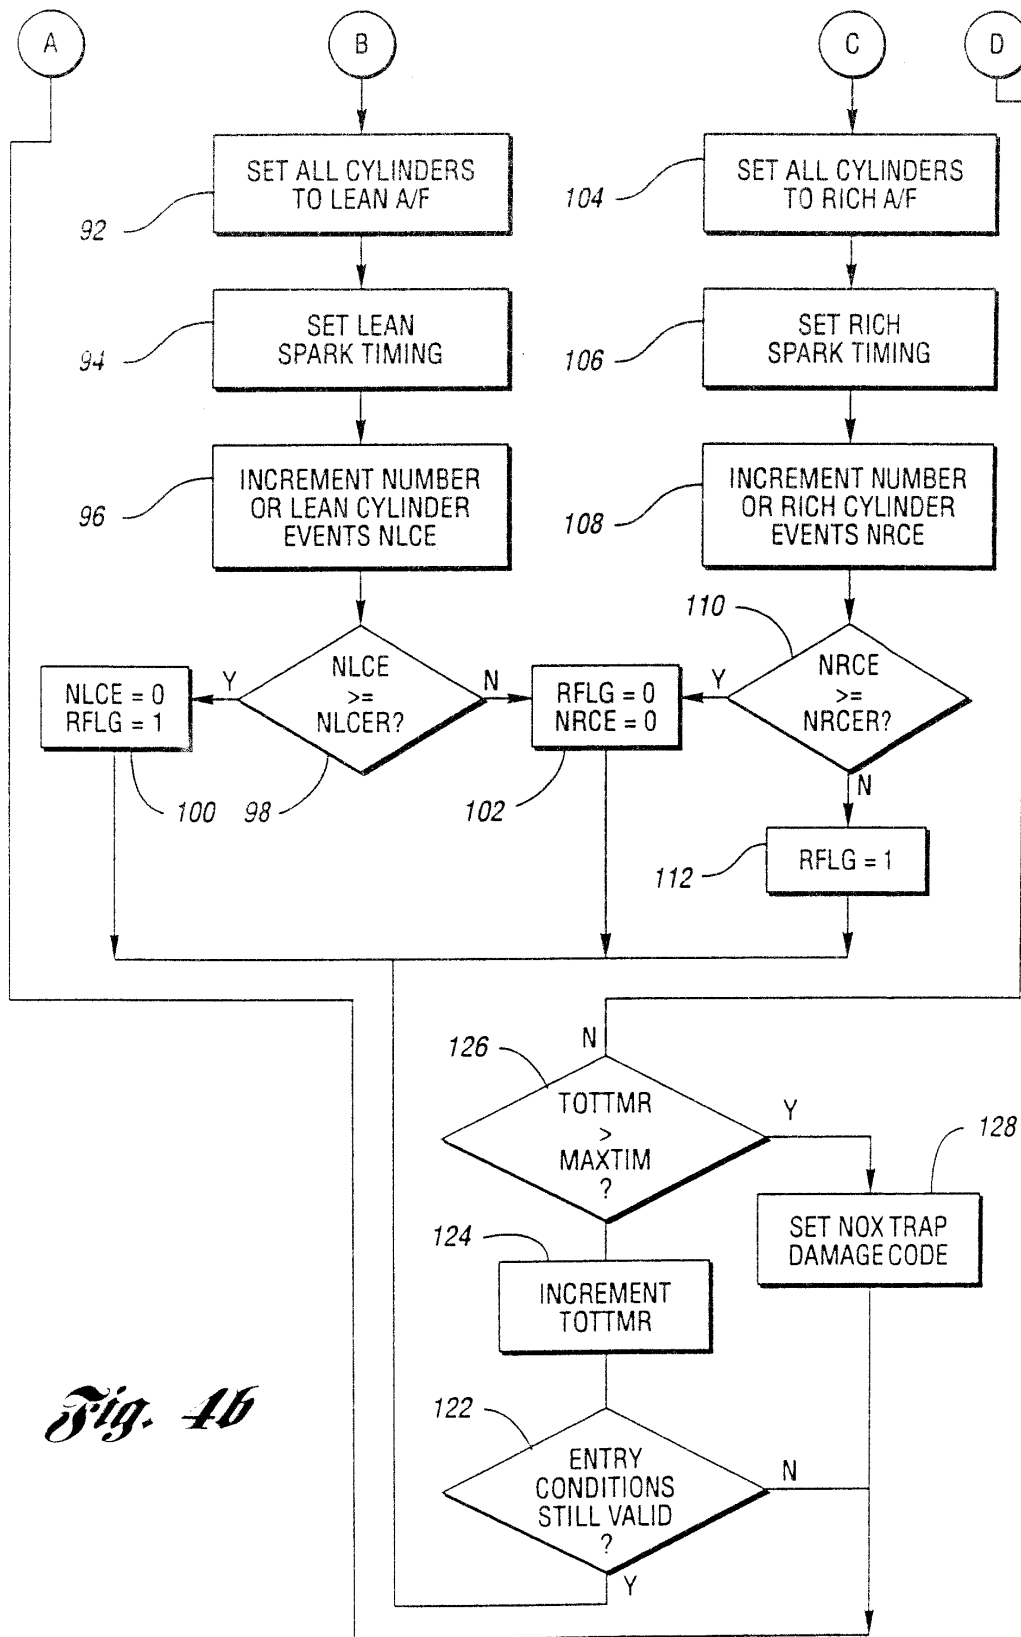 A
B
C
D
SET ALL CYLINDERS
TO LEAN A/F
92
SET ALL CYLINDERS
TO RICH A/F
104
SET LEAN
SPARK TIMING
94
SET RICH
SPARK TIMING
106
INCREMENT NUMBER
OR LEAN CYLINDER
EVENTS NLCE
96
INCREMENT NUMBER
OR RICH CYLINDER
EVENTS NRCE
108
110
NLCE = 0
RFLG = 1
Y
NLCE
>=
NLCER?
N
RFLG = 0
NRCE = 0
Y
NRCE
>=
NRCER?
N
100
98
102
RFLG = 1
112
N
126
TOTTMR
>
MAXTIM
?
Y
128
SET NOX TRAP
DAMAGE CODE
124
INCREMENT
TOTTMR
122
ENTRY
CONDITIONS
STILL VALID
?
N
Y
Fig. 4b